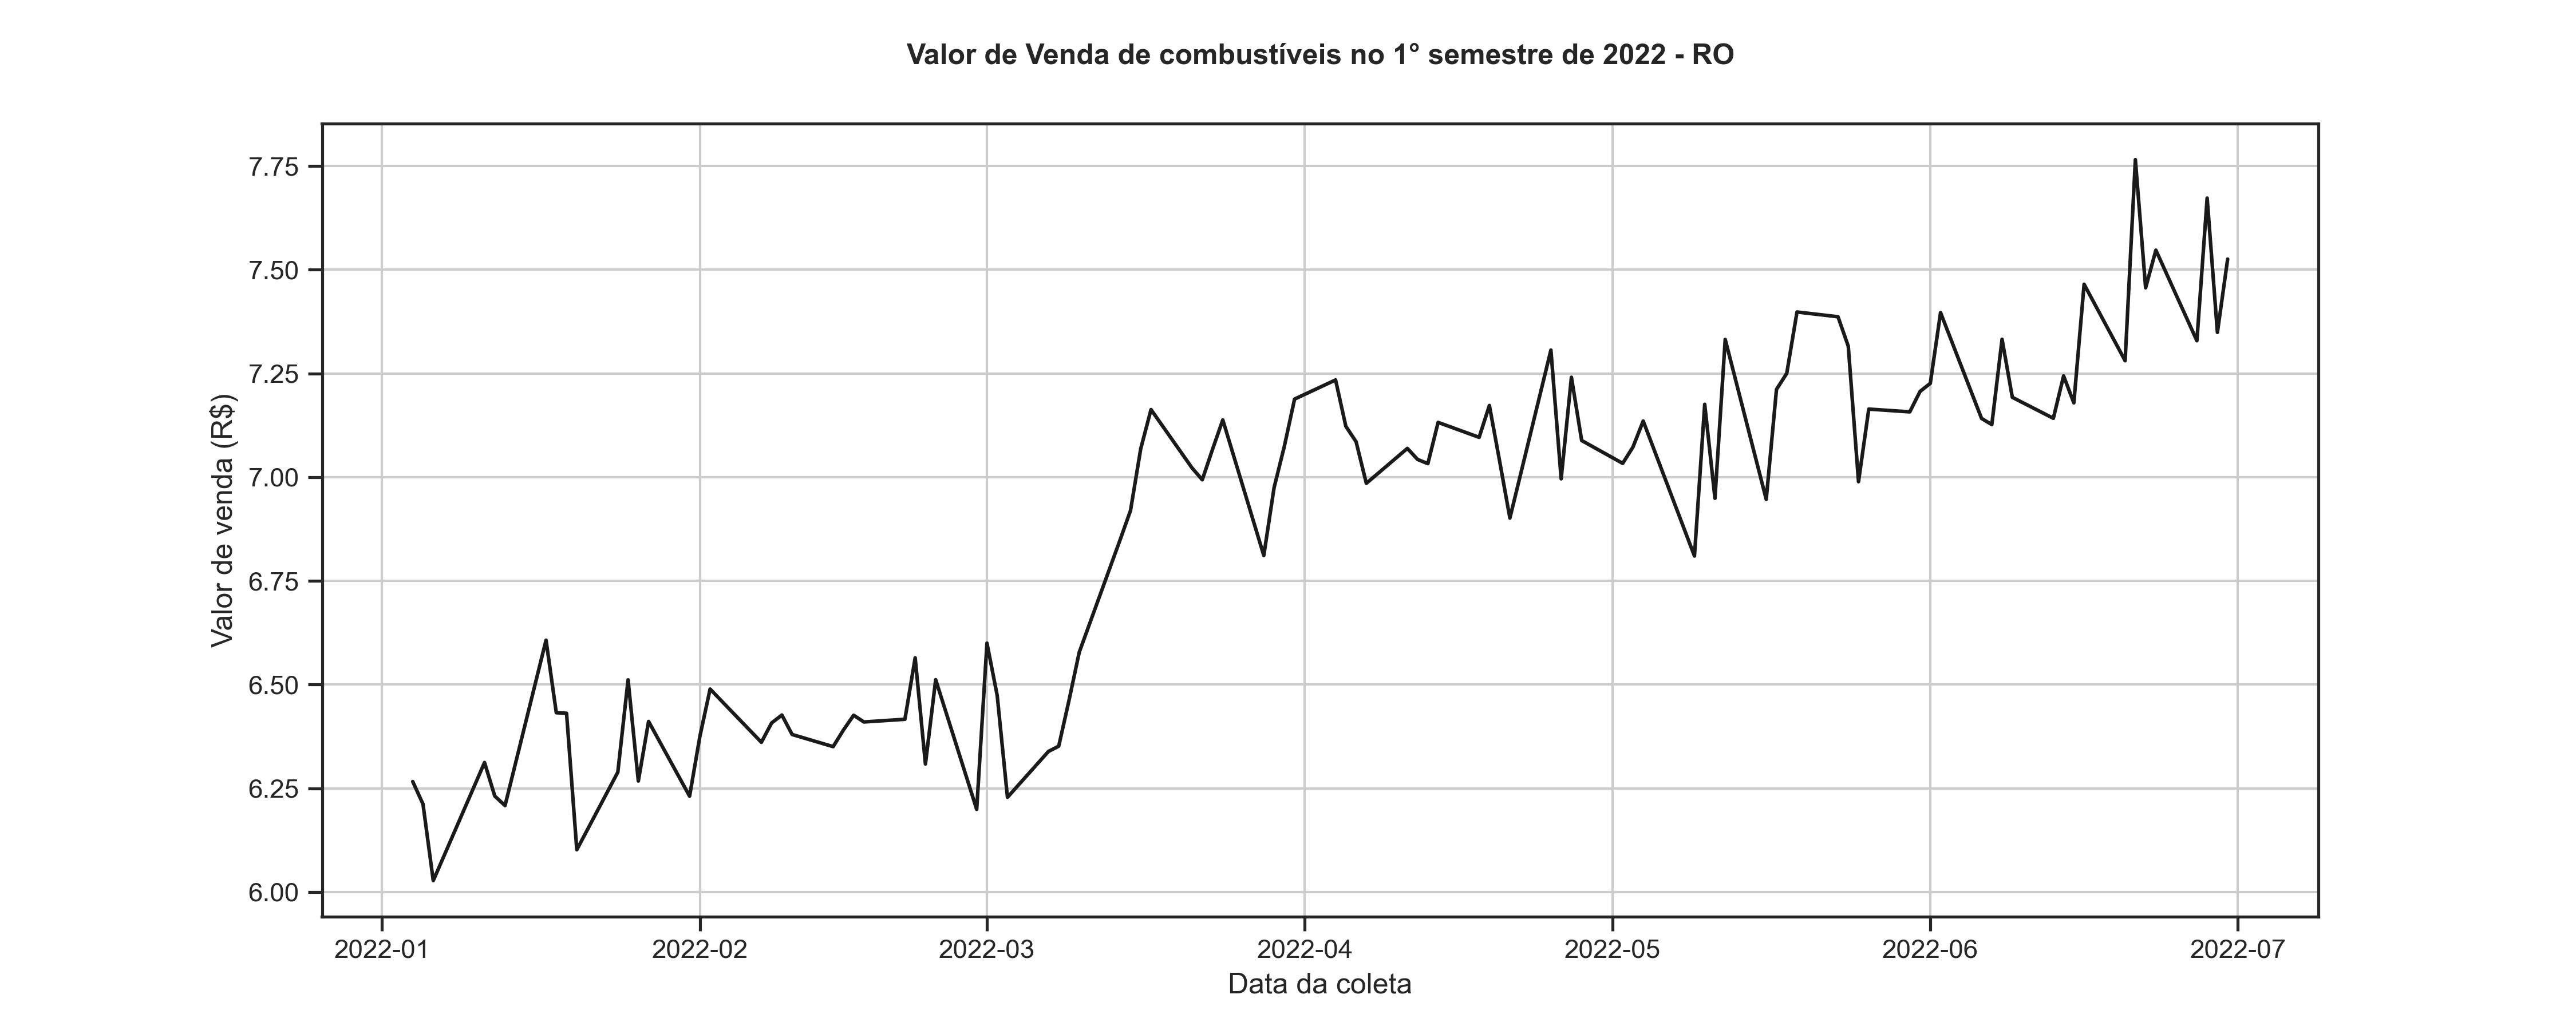 Valor de Venda de combustíveis no 1° semestre de 2022 - RO
Valor de venda (R$)
7.75
7.50
7.25
7.00
6.75
6.50
6.25
6.00
2022-01 2022-02 2022-03 2022-04 2022-05 2022-06 2022-07
Data da coleta